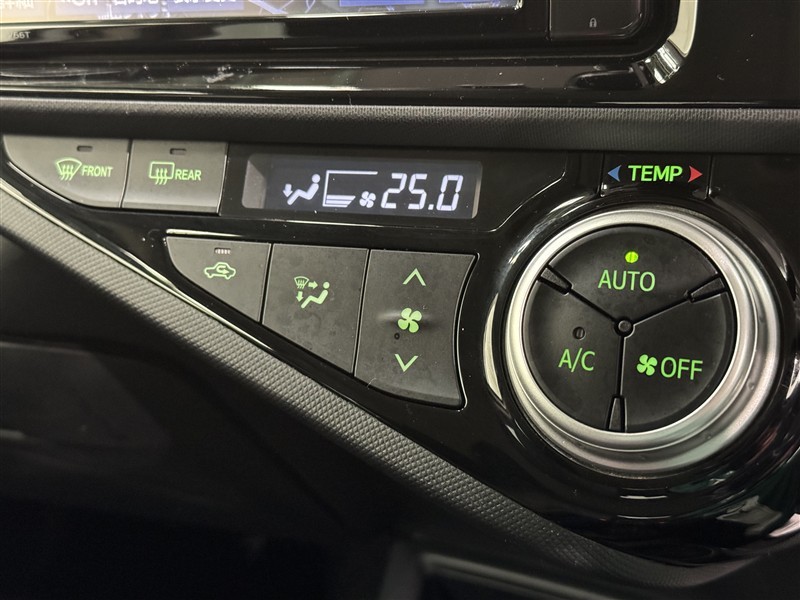 FRONT
REAR
25.0
TEMP
AUTO
A/C
OFF